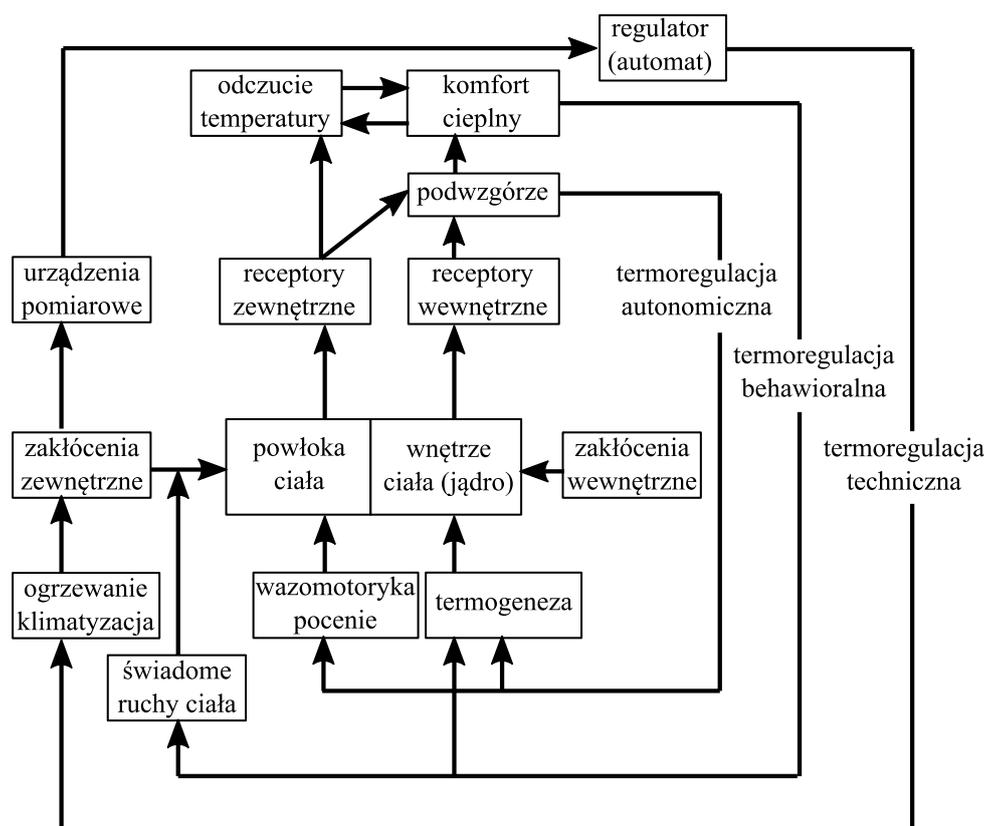 regulator
(automat)
odczucie
temperatury
komfort
cieplny
podwzgórze
urządzenia
pomiarowe
receptory
zewnętrzne
receptory
wewnętrzne
termoregulacja
autonomiczna
termoregulacja
behawioralna
zakłócenia
zewnętrzne
powłoka
ciała
wnętrze
ciała (jądro)
zakłócenia
wewnętrzne
termoregulacja
techniczna
ogrzewanie
klimatyzacja
wazomotoryka
pocenie
termogeneza
świadome
ruchy ciała